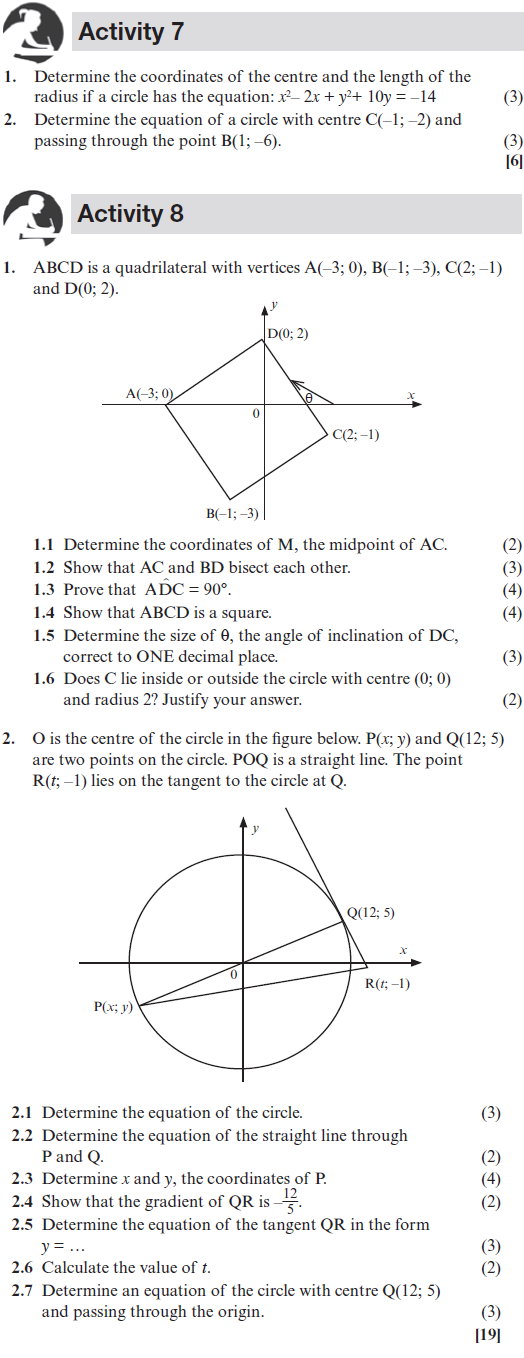 Activity 7
1. Determine the coordinates of the centre and the length of the
radius if a circle has the equation: x²– 2x + y²+ 10y = –14 (3)
2. Determine the equation of a circle with centre C(–1; –2) and
passing through the point B(1; –6). (3)
[6]
Activity 8
1. ABCD is a quadrilateral with vertices A(–3; 0), B(–1; –3), C(2; –1)
and D(0; 2).
y
D(0; 2)
A(–3; 0)
θ
x
0
C(2; –1)
B(–1; –3)
1.1 Determine the coordinates of M, the midpoint of AC. (2)
1.2 Show that AC and BD bisect each other. (3)
1.3 Prove that AD̂C = 90°. (4)
1.4 Show that ABCD is a square. (4)
1.5 Determine the size of θ, the angle of inclination of DC,
correct to ONE decimal place. (3)
1.6 Does C lie inside or outside the circle with centre (0; 0)
and radius 2? Justify your answer. (2)
2. O is the centre of the circle in the figure below. P(x; y) and Q(12; 5)
are two points on the circle. POQ is a straight line. The point
R(t; –1) lies on the tangent to the circle at Q.
y
Q(12; 5)
x
0
R(t; –1)
P(x; y)
2.1 Determine the equation of the circle. (3)
2.2 Determine the equation of the straight line through
P and Q. (2)
2.3 Determine x and y, the coordinates of P. (4)
2.4 Show that the gradient of QR is –12/5. (2)
2.5 Determine the equation of the tangent QR in the form
y = … (3)
2.6 Calculate the value of t. (2)
2.7 Determine an equation of the circle with centre Q(12; 5)
and passing through the origin. (3)
[19]